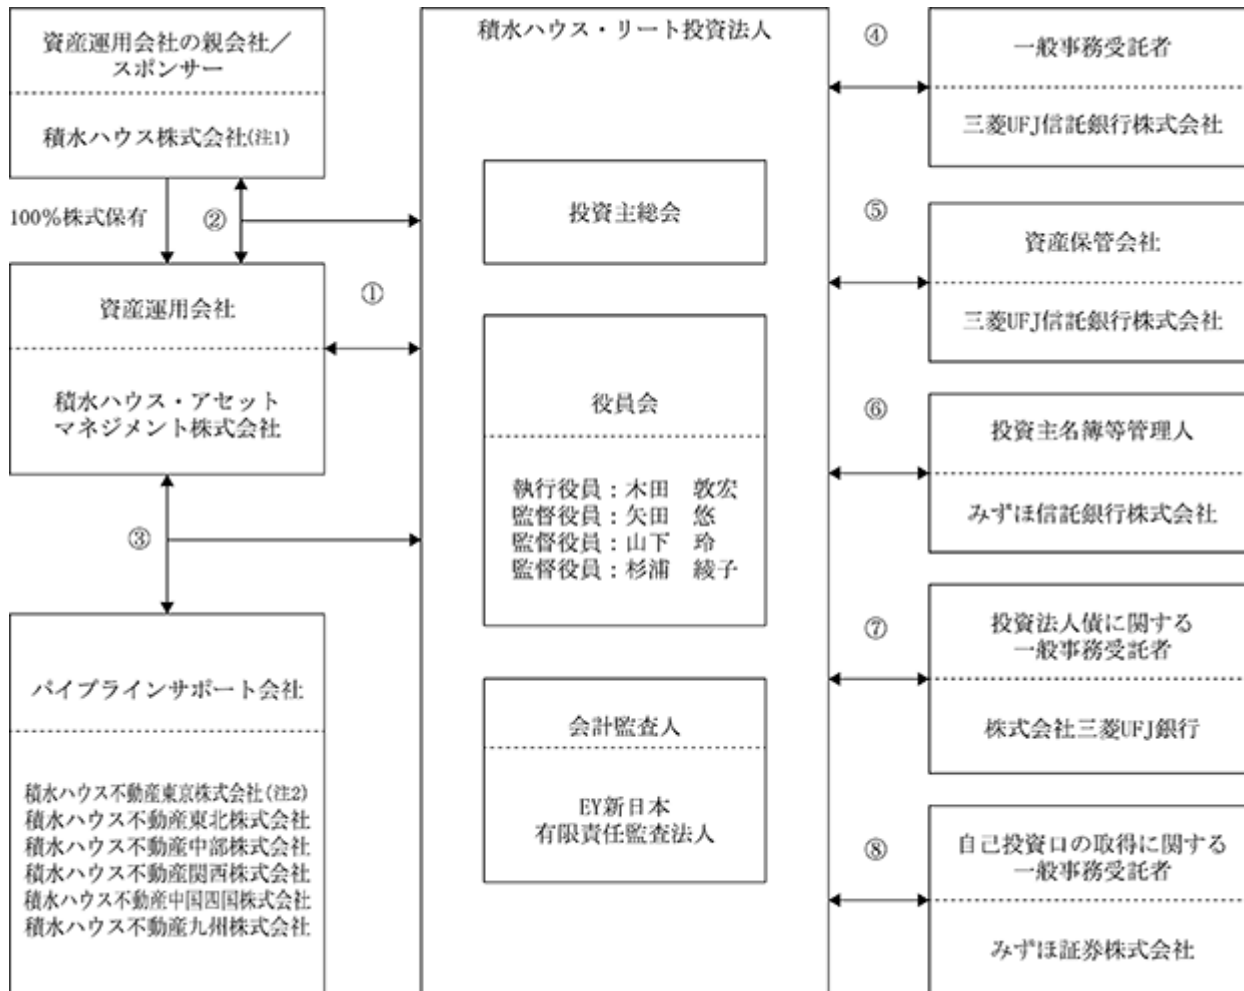 資産運用会社の親会社／
スポンサー
積水ハウス株式会社(注1)
100％株式保有
②
資産運用会社
積水ハウス・アセット
マネジメント株式会社
①
③
パイプラインサポート会社
積水ハウス不動産東京株式会社(注2)
積水ハウス不動産東北株式会社
積水ハウス不動産中部株式会社
積水ハウス不動産関西株式会社
積水ハウス不動産中国四国株式会社
積水ハウス不動産九州株式会社
積水ハウス・リート投資法人
投資主総会
役員会
執行役員：木田　敦宏
監督役員：矢田　悠
監督役員：山下　玲
監督役員：杉浦　綾子
会計監査人
EY新日本
有限責任監査法人
④
一般事務受託者
三菱UFJ信託銀行株式会社
⑤
資産保管会社
三菱UFJ信託銀行株式会社
⑥
投資主名簿等管理人
みずほ信託銀行株式会社
⑦
投資法人債に関する
一般事務受託者
株式会社三菱UFJ銀行
⑧
自己投資口の取得に関する
一般事務受託者
みずほ証券株式会社